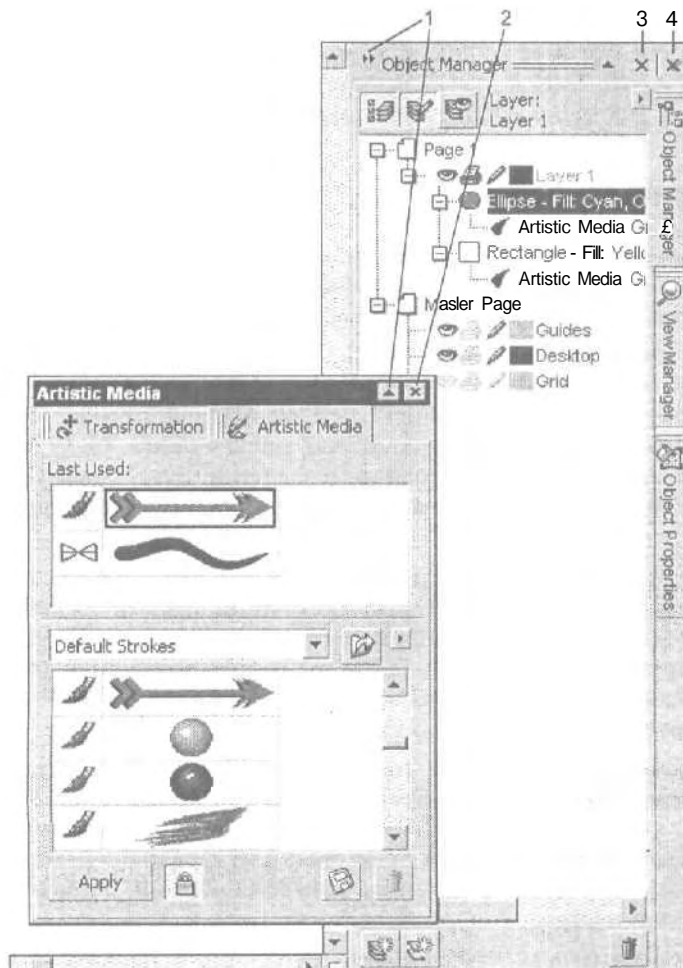 1 2 3 4
Object Manager
Layer:
Layer 1
Page 1
Layer 1
Ellipse - Fill: Cyan, O
Artistic Media Gr
Rectangle - Fill: Yello
Artistic Media G
Masler Page
Guides
Desktop
Grid
Object Manager
£
View Manager
Object Properties
Artistic Media
Transformation Artistic Media
Last Used:
Default Strokes
Apply